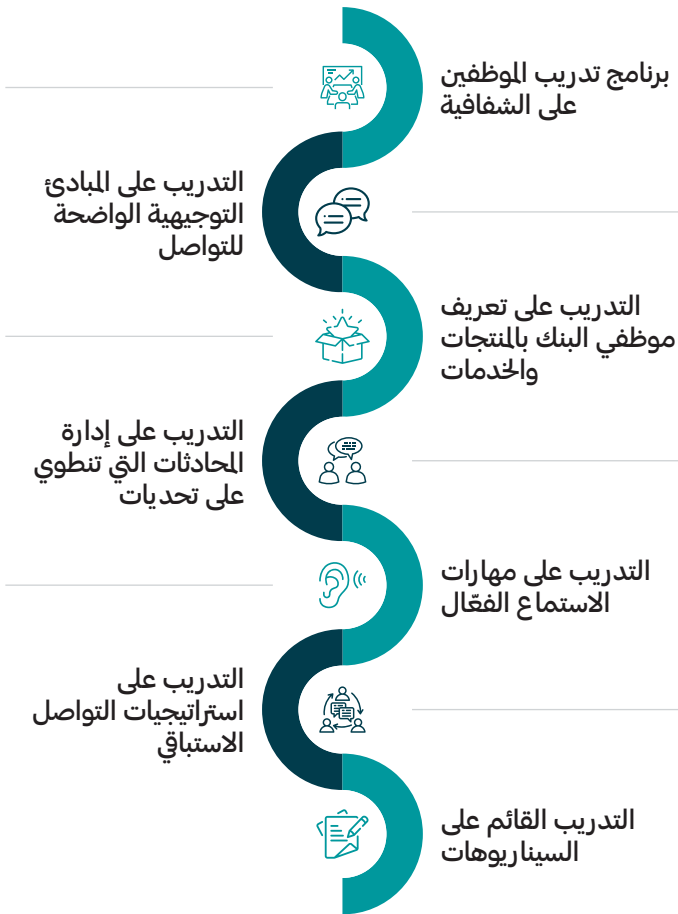 برنامج تدريب الموظفين
على الشفافية
التدريب على المبادئ
التوجيهية الواضحة
للتواصل
التدريب على تعريف
موظفي البنك بالمنتجات
والخدمات
التدريب على إدارة
المحادثات التي تنطوي
على تحديات
التدريب على مهارات
الاستماع الفعّال
التدريب على
استراتيجيات التواصل
الاستباقي
التدريب القائم على
السيناريوهات